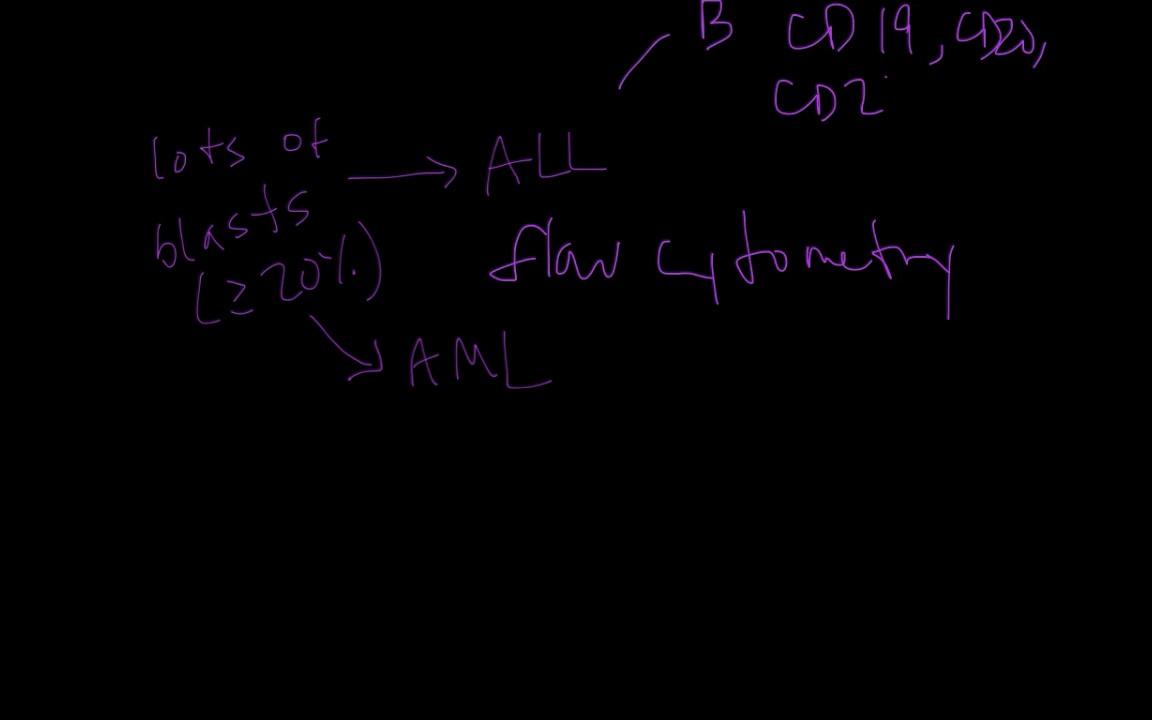 B CD19, CD20,
CD2
lots of
blasts
(≥20%)
ALL
flow cytometry
AML